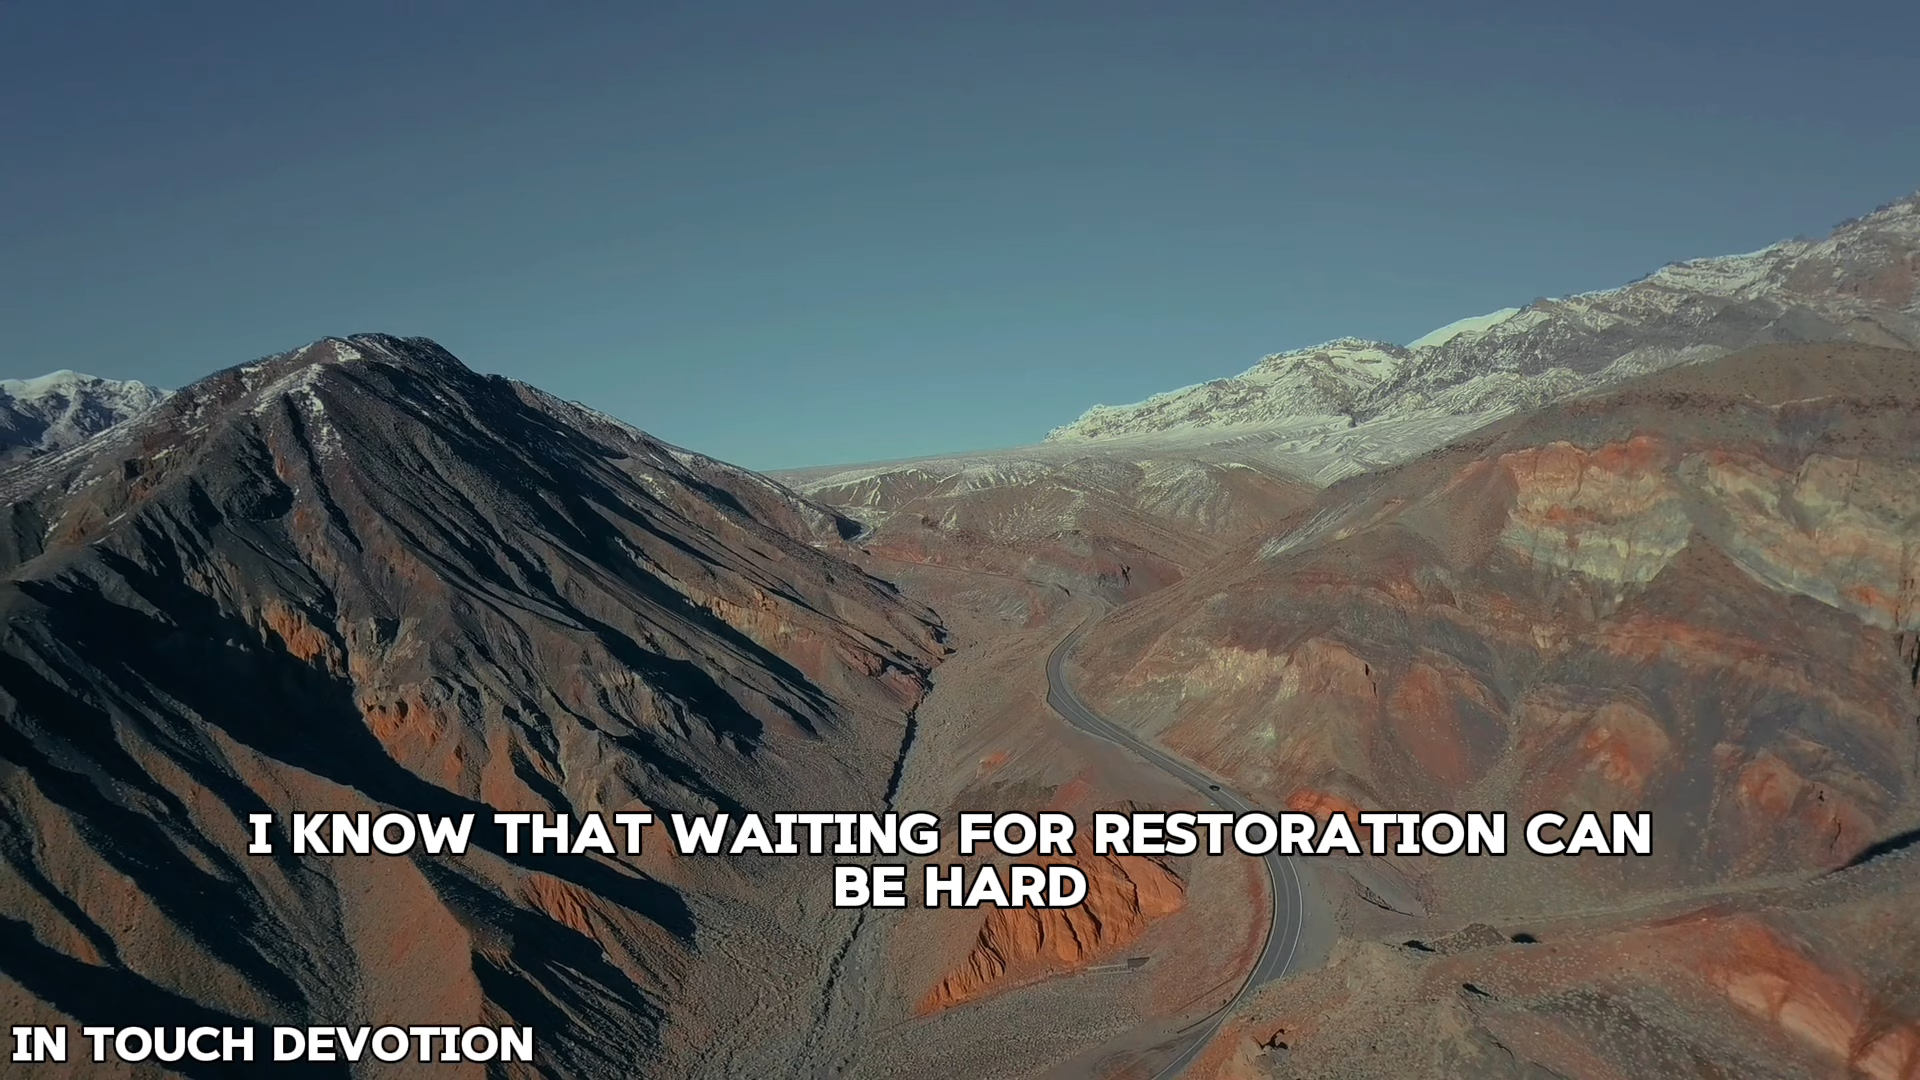 I KNOW THAT WAITING FOR RESTORATION CAN
BE HARD
IN TOUCH DEVOTION